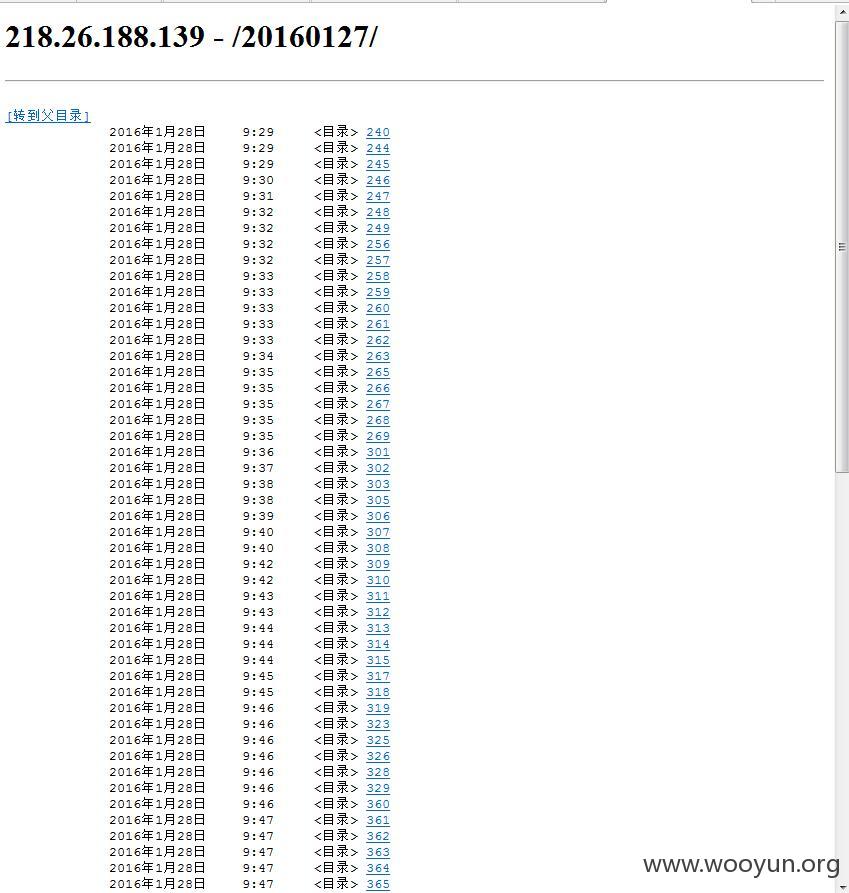 218.26.188.139 - /20160127/
[转到父目录]
2016年1月28日 9:29 <目录> 240
2016年1月28日 9:29 <目录> 244
2016年1月28日 9:29 <目录> 245
2016年1月28日 9:30 <目录> 246
2016年1月28日 9:31 <目录> 247
2016年1月28日 9:32 <目录> 248
2016年1月28日 9:32 <目录> 249
2016年1月28日 9:32 <目录> 256
2016年1月28日 9:32 <目录> 257
2016年1月28日 9:33 <目录> 258
2016年1月28日 9:33 <目录> 259
2016年1月28日 9:33 <目录> 260
2016年1月28日 9:33 <目录> 261
2016年1月28日 9:33 <目录> 262
2016年1月28日 9:34 <目录> 263
2016年1月28日 9:35 <目录> 265
2016年1月28日 9:35 <目录> 266
2016年1月28日 9:35 <目录> 267
2016年1月28日 9:35 <目录> 268
2016年1月28日 9:35 <目录> 269
2016年1月28日 9:36 <目录> 301
2016年1月28日 9:37 <目录> 302
2016年1月28日 9:38 <目录> 303
2016年1月28日 9:38 <目录> 305
2016年1月28日 9:39 <目录> 306
2016年1月28日 9:40 <目录> 307
2016年1月28日 9:40 <目录> 308
2016年1月28日 9:42 <目录> 309
2016年1月28日 9:42 <目录> 310
2016年1月28日 9:43 <目录> 311
2016年1月28日 9:43 <目录> 312
2016年1月28日 9:44 <目录> 313
2016年1月28日 9:44 <目录> 314
2016年1月28日 9:44 <目录> 315
2016年1月28日 9:45 <目录> 317
2016年1月28日 9:45 <目录> 318
2016年1月28日 9:46 <目录> 319
2016年1月28日 9:46 <目录> 323
2016年1月28日 9:46 <目录> 325
2016年1月28日 9:46 <目录> 326
2016年1月28日 9:46 <目录> 328
2016年1月28日 9:46 <目录> 329
2016年1月28日 9:46 <目录> 360
2016年1月28日 9:47 <目录> 361
2016年1月28日 9:47 <目录> 362
2016年1月28日 9:47 <目录> 363
2016年1月28日 9:47 <目录> 364
2016年1月28日 9:47 <目录> 365
www.wooyun.org